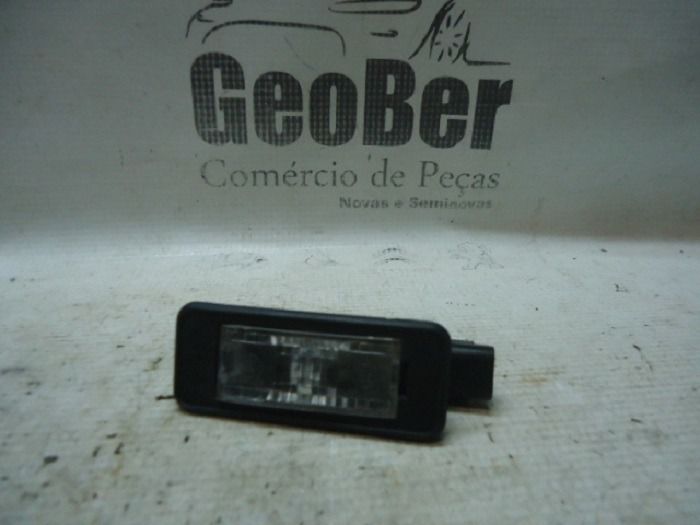 GeoBer
Comércio de Peças
Novas e Seminovas